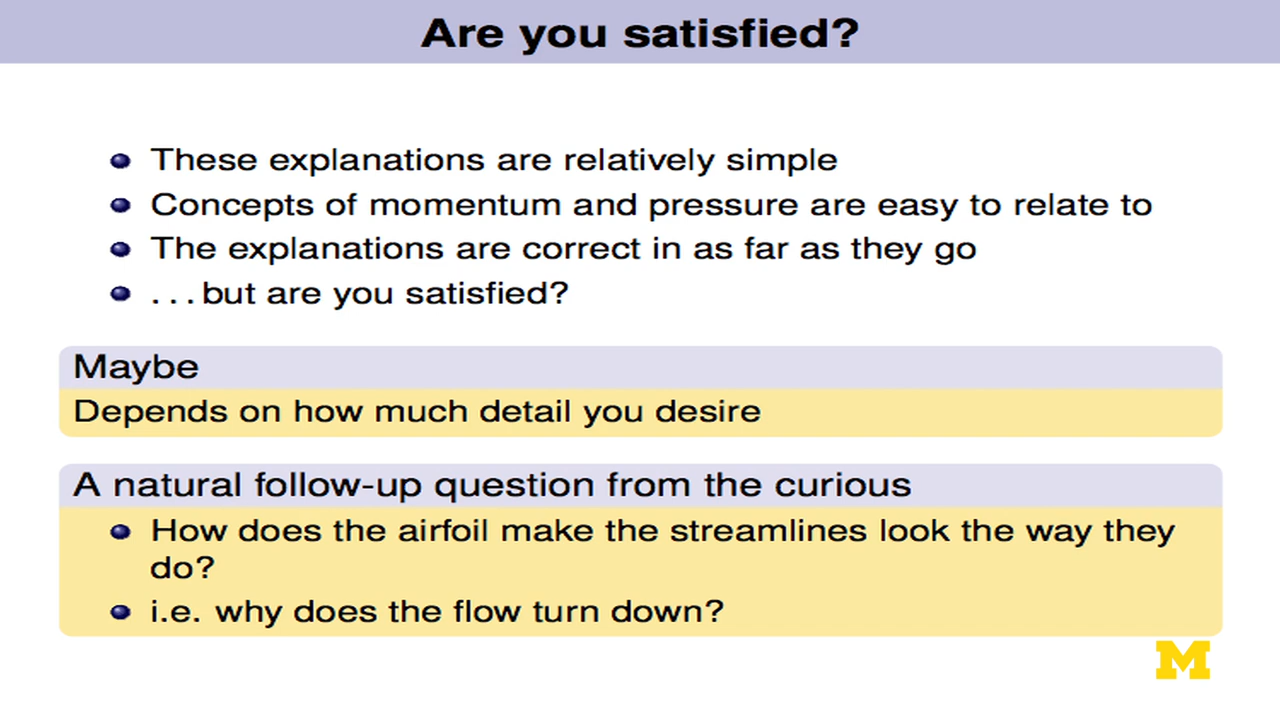 Are you satisfied?
These explanations are relatively simple
Concepts of momentum and pressure are easy to relate to
The explanations are correct in as far as they go
...but are you satisfied?
Maybe
Depends on how much detail you desire
A natural follow-up question from the curious
How does the airfoil make the streamlines look the way they
do?
i.e. why does the flow turn down?
M